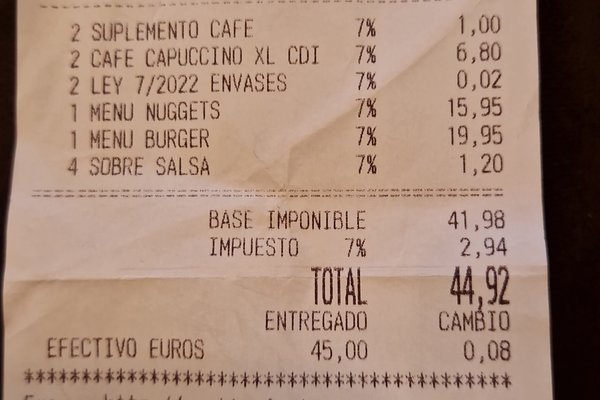 2 SUPLEMENTO CAFE 7% 1,00
2 CAFE CAPUCCINO XL CDI 7% 6,80
2 LEY 7/2022 ENVASES 7% 0,02
1 MENU NUGGETS 7% 15,95
1 MENU BURGER 7% 19,95
4 SOBRE SALSA 7% 1,20
BASE IMPONIBLE 41,98
IMPUESTO 7% 2,94
TOTAL 44,92
ENTREGADO CAMBIO
EFECTIVO EUROS 45,00 0,08
****************************************